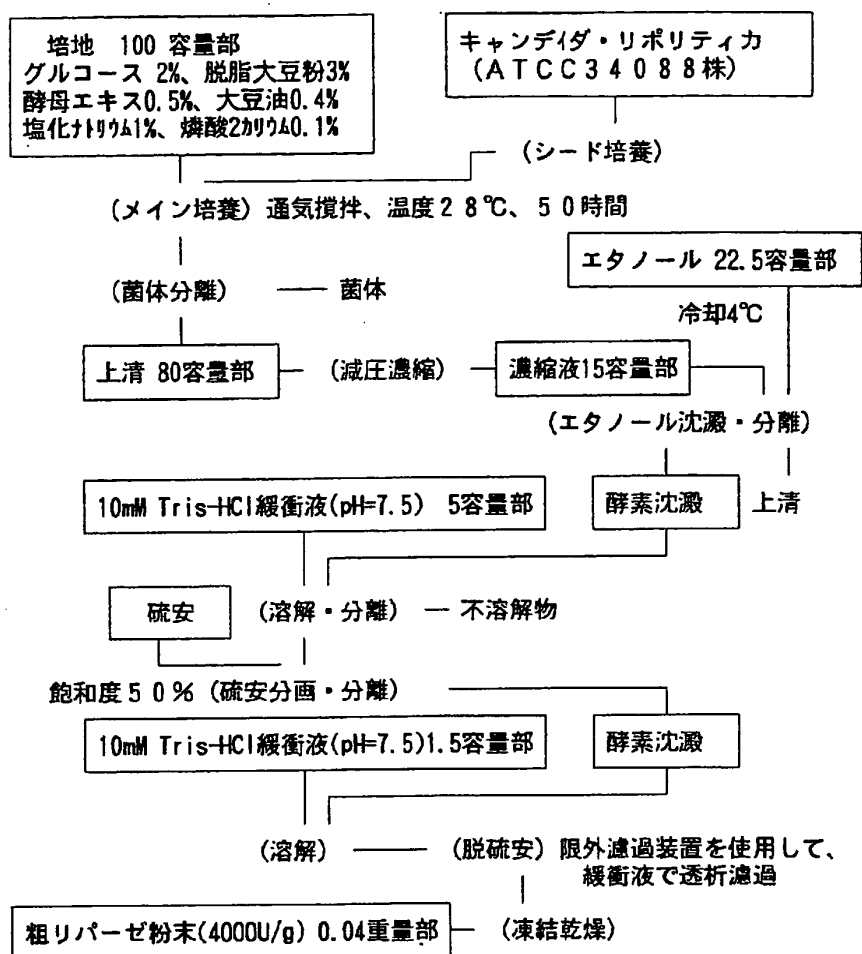 培地 100 容量部
グルコース 2%、脱脂大豆粉3%
酵母エキス0.5%、大豆油0.4%
塩化ナトリウム1%、燐酸2カリウム0.1%
キャンディダ・リポリティカ
(ATCC34088株)
(シード培養)
(メイン培養) 通気撹拌、温度28℃、50時間
エタノール 22.5容量部
(菌体分離) 菌体
冷却4℃
上清 80容量部 (減圧濃縮) 濃縮液15容量部
(エタノール沈澱・分離)
10mM Tris-HCl緩衝液(pH=7.5) 5容量部 酵素沈澱 上清
硫安 (溶解・分離) 不溶解物
飽和度50% (硫安分画・分離)
10mM Tris-HCl緩衝液(pH=7.5)1.5容量部 酵素沈澱
(溶解) (脱硫安) 限外濾過装置を使用して、
緩衝液で透析濾過
粗リパーゼ粉末(4000U/g) 0.04重量部 (凍結乾燥)